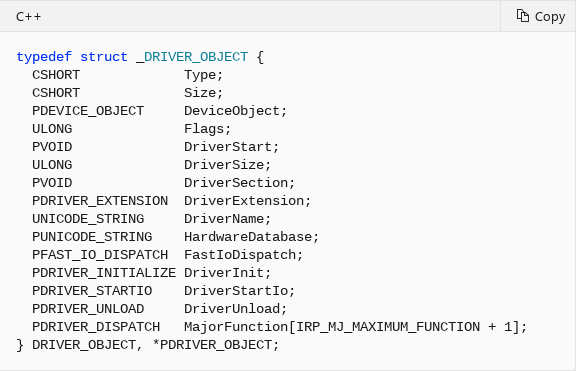 C++
Copy
typedef struct _DRIVER_OBJECT {
  CSHORT             Type;
  CSHORT             Size;
  PDEVICE_OBJECT     DeviceObject;
  ULONG              Flags;
  PVOID              DriverStart;
  ULONG              DriverSize;
  PVOID              DriverSection;
  PDRIVER_EXTENSION  DriverExtension;
  UNICODE_STRING     DriverName;
  PUNICODE_STRING    HardwareDatabase;
  PFAST_IO_DISPATCH  FastIoDispatch;
  PDRIVER_INITIALIZE DriverInit;
  PDRIVER_STARTIO    DriverStartIo;
  PDRIVER_UNLOAD     DriverUnload;
  PDRIVER_DISPATCH   MajorFunction[IRP_MJ_MAXIMUM_FUNCTION + 1];
} DRIVER_OBJECT, *PDRIVER_OBJECT;